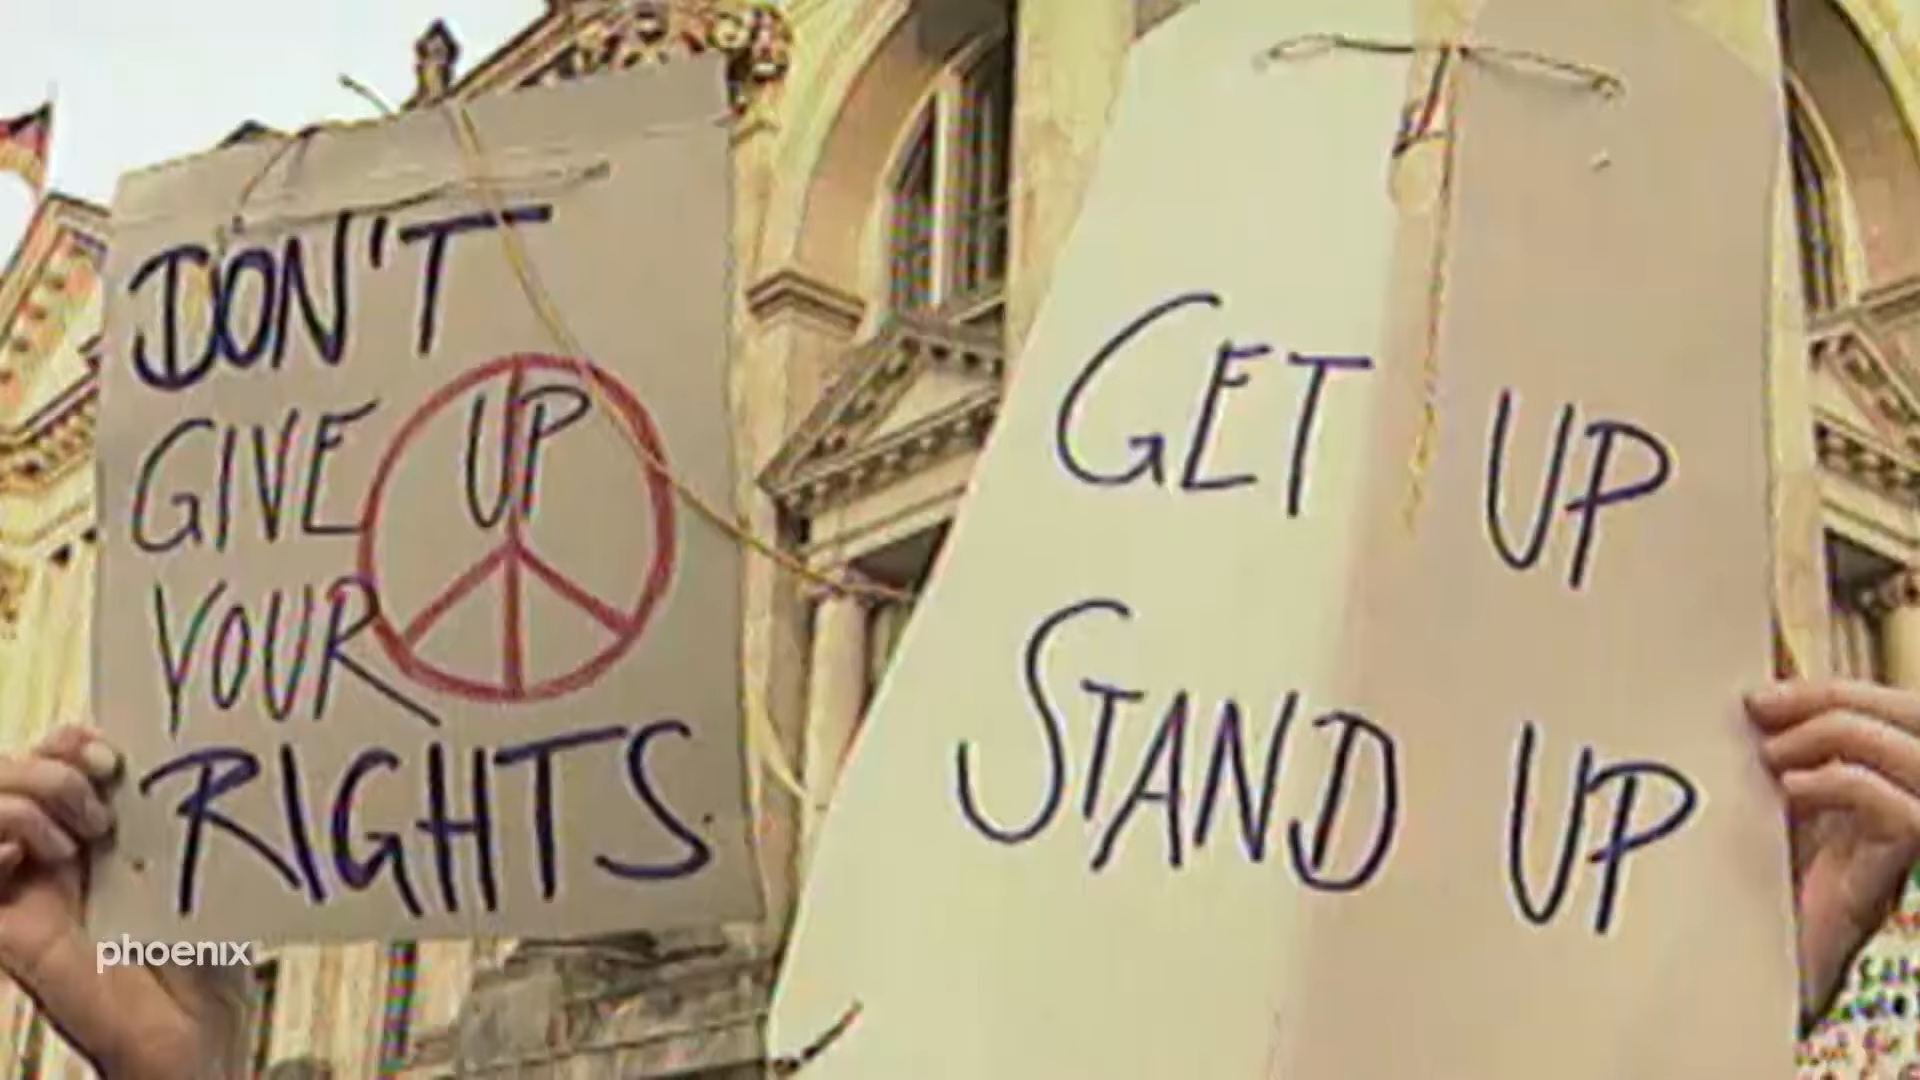 DON'T
GIVE UP
YOUR
RIGHTS
GET UP
STAND UP
phoenix